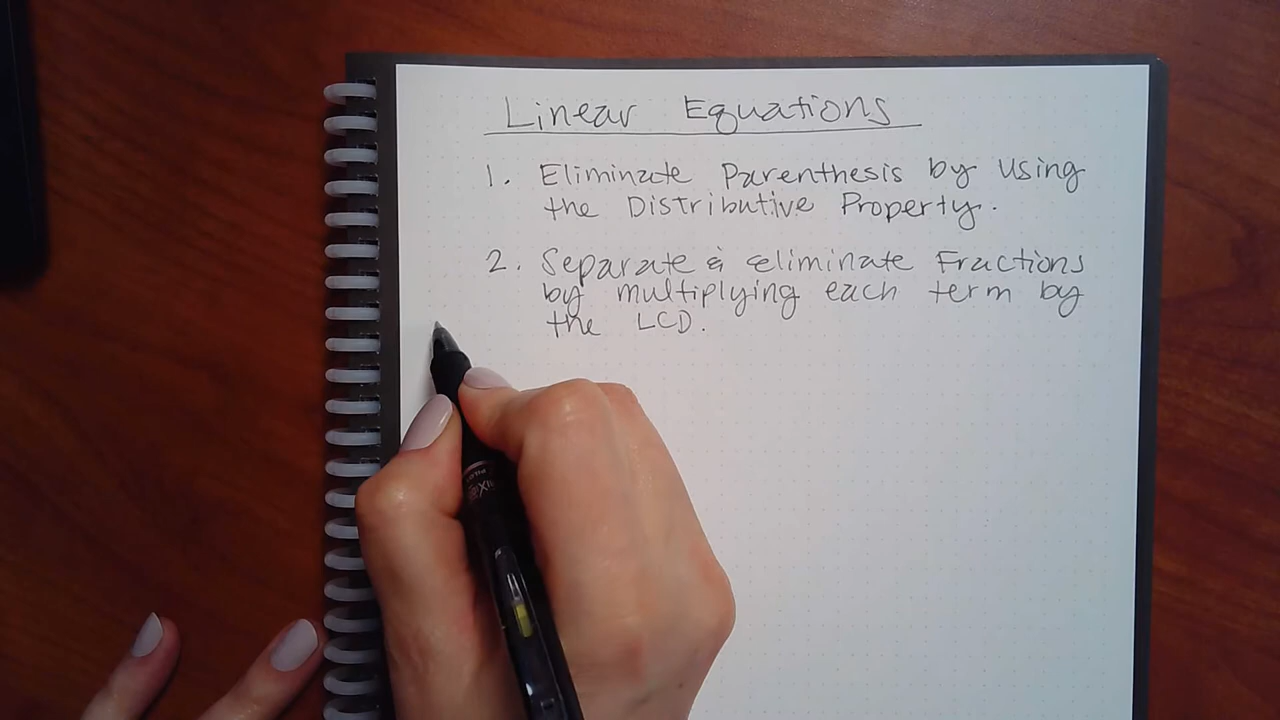 Linear Equations
1. Eliminate Parenthesis by Using
the Distributive Property.
2. Separate & eliminate Fractions
by multiplying each term by
the LCD.